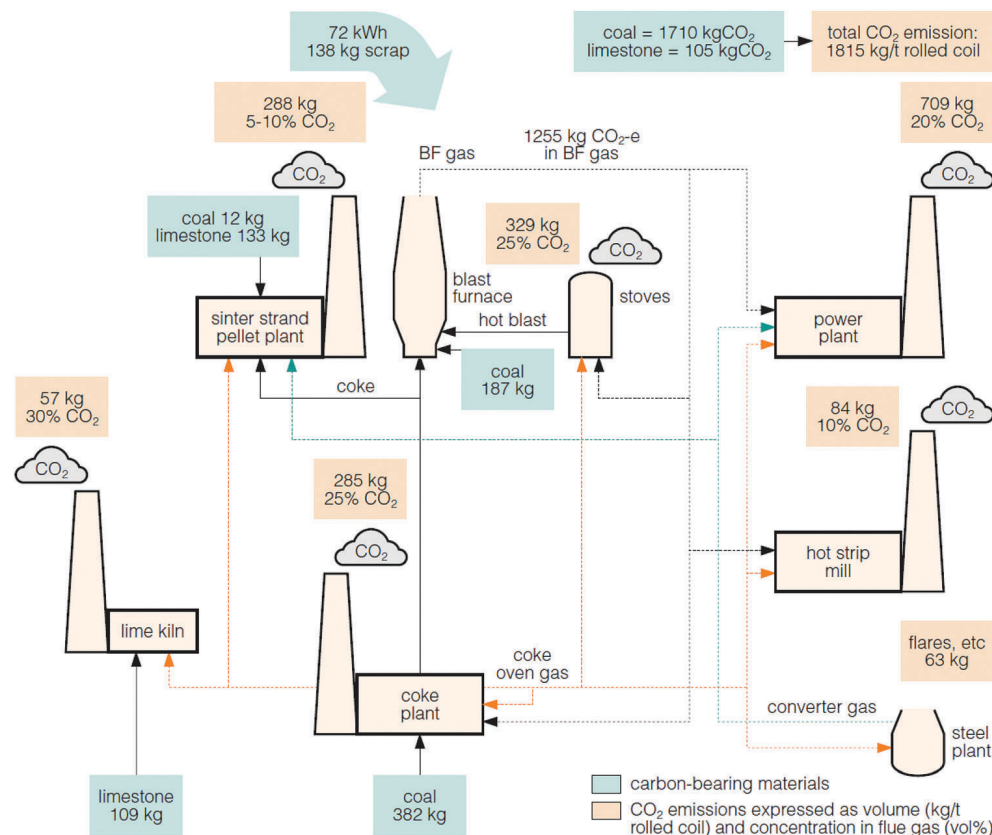 72 kWh
138 kg scrap
coal = 1710 kgCO₂
limestone = 105 kgCO₂
total CO₂ emission:
1815 kg/t rolled coil
288 kg
5-10% CO₂
709 kg
20% CO₂
BF gas
1255 kg CO₂-e
in BF gas
CO₂
CO₂
coal 12 kg
limestone 133 kg
329 kg
25% CO₂
CO₂
blast
furnace
stoves
sinter strand
pellet plant
hot blast
power
plant
coke
coal
187 kg
57 kg
30% CO₂
84 kg
10% CO₂
CO₂
CO₂
285 kg
25% CO₂
CO₂
hot strip
mill
lime kiln
flares, etc
63 kg
coke
oven gas
coke
plant
converter gas
steel
plant
limestone
109 kg
coal
382 kg
carbon-bearing materials
CO₂ emissions expressed as volume (kg/t
rolled coil) and concentration in flue gas (vol%)